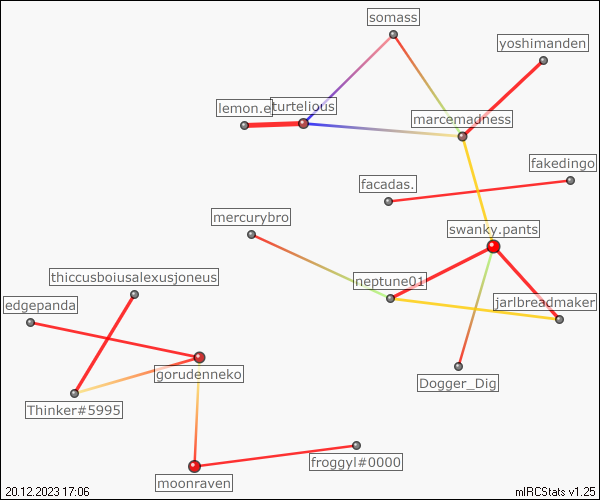 somass
yoshimanden
lemon.e
turtelious
marcemadness
fakedingo
facadas.
mercurybro
swanky.pants
thiccusboiusalexusjoneus
neptune01
edgepanda
jarlbreadmaker
gorudenneko
Dogger_Dig
Thinker#5995
froggyl#0000
moonraven
20.12.2023 17:06
mIRCStats v1.25